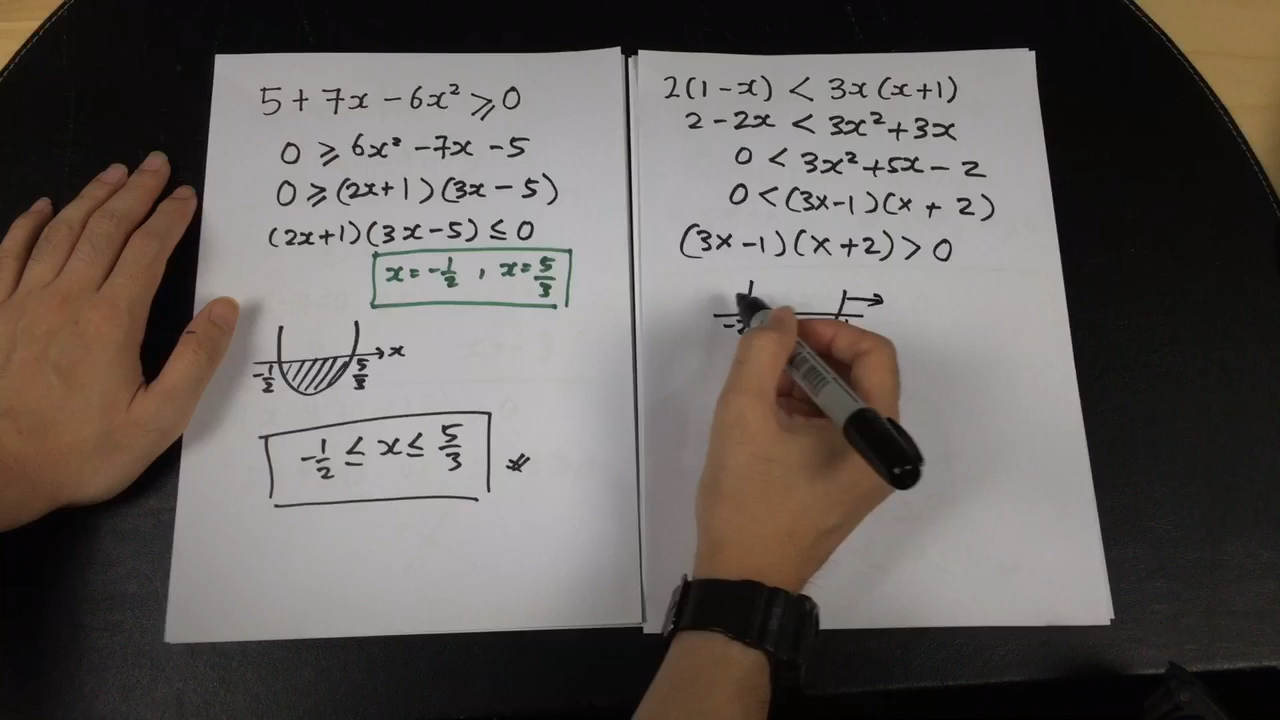 5 + 7x - 6x² ⩾ 0
0 ⩾ 6x² - 7x - 5
0 ⩾ (2x+1)(3x-5)
(2x+1)(3x-5) ≤ 0
x = -1/2 , x = 5/3
x
-1/2 5/3
-1/2 ≤ x ≤ 5/3
2(1-x) < 3x(x+1)
2-2x < 3x²+3x
0 < 3x²+5x-2
0 < (3x-1)(x+2)
(3x-1)(x+2) > 0